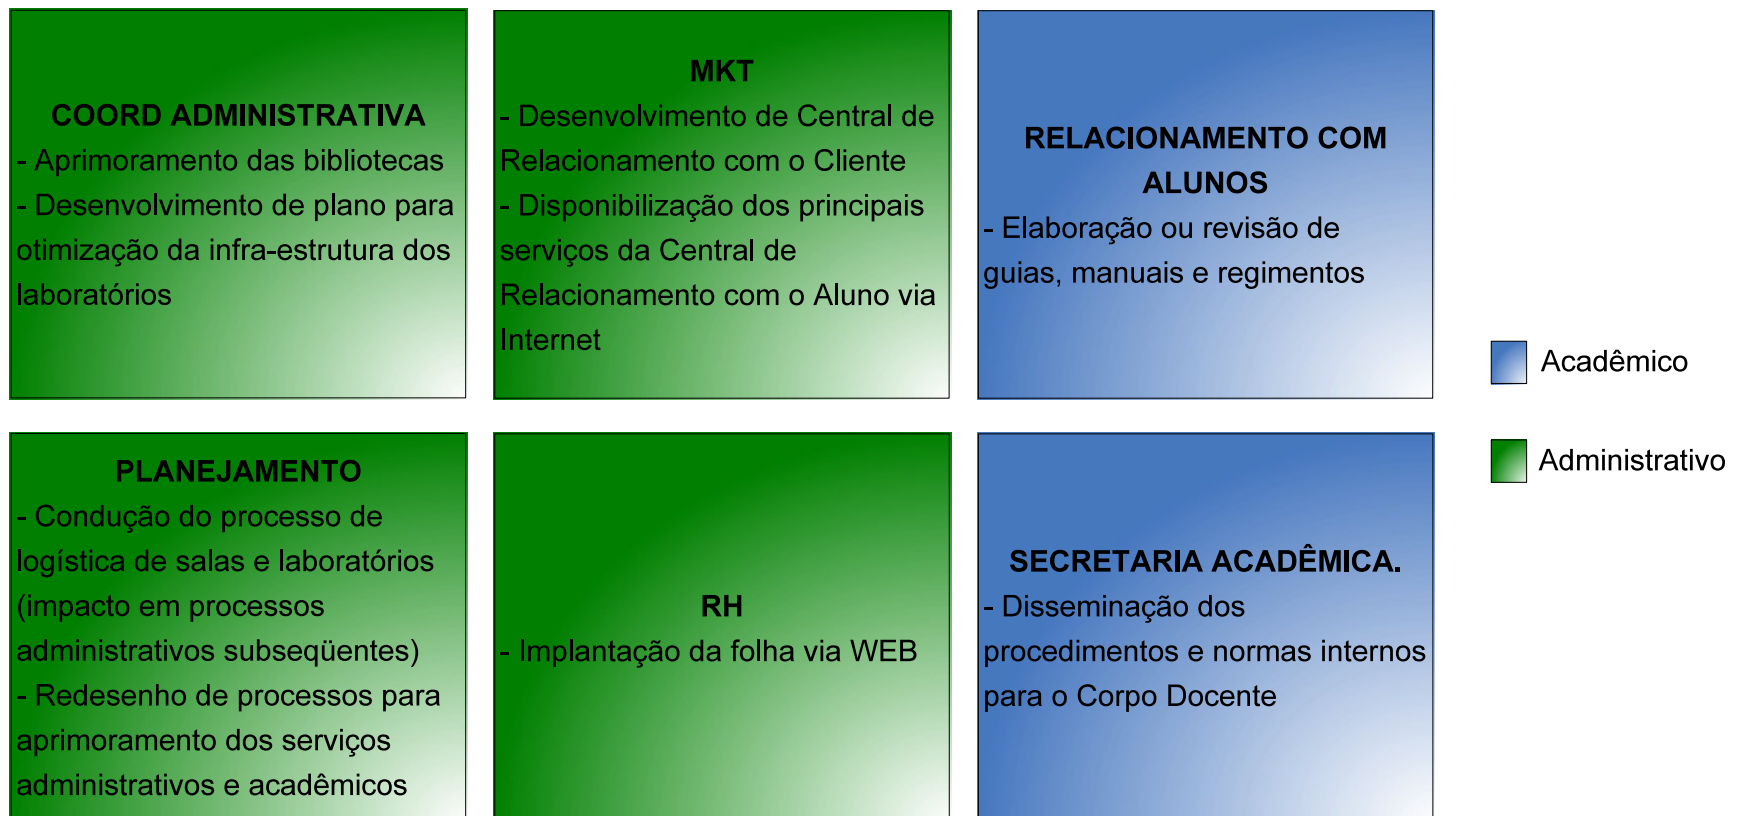 COORD ADMINISTRATIVA
- Aprimoramento das bibliotecas
- Desenvolvimento de plano para
otimização da infra-estrutura dos
laboratórios
MKT
- Desenvolvimento de Central de
Relacionamento com o Cliente
- Disponibilização dos principais
serviços da Central de
Relacionamento com o Aluno via
Internet
RELACIONAMENTO COM
ALUNOS
- Elaboração ou revisão de
guias, manuais e regimentos
Acadêmico
Administrativo
PLANEJAMENTO
- Condução do processo de
logística de salas e laboratórios
(impacto em processos
administrativos subseqüentes)
- Redesenho de processos para
aprimoramento dos serviços
administrativos e acadêmicos
RH
- Implantação da folha via WEB
SECRETARIA ACADÊMICA.
- Disseminação dos
procedimentos e normas internos
para o Corpo Docente